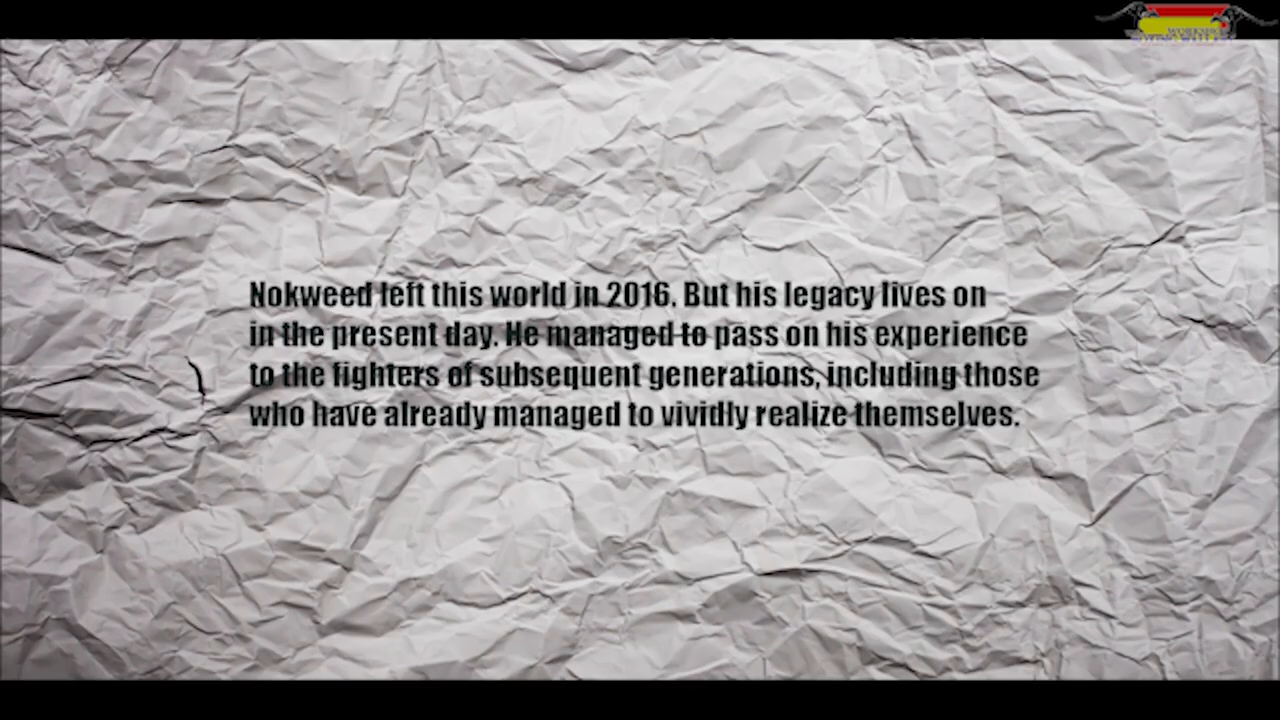 Nokweed left this world in 2016. But his legacy lives on
in the present day. He managed to pass on his experience
to the fighters of subsequent generations, including those
who have already managed to vividly realize themselves.